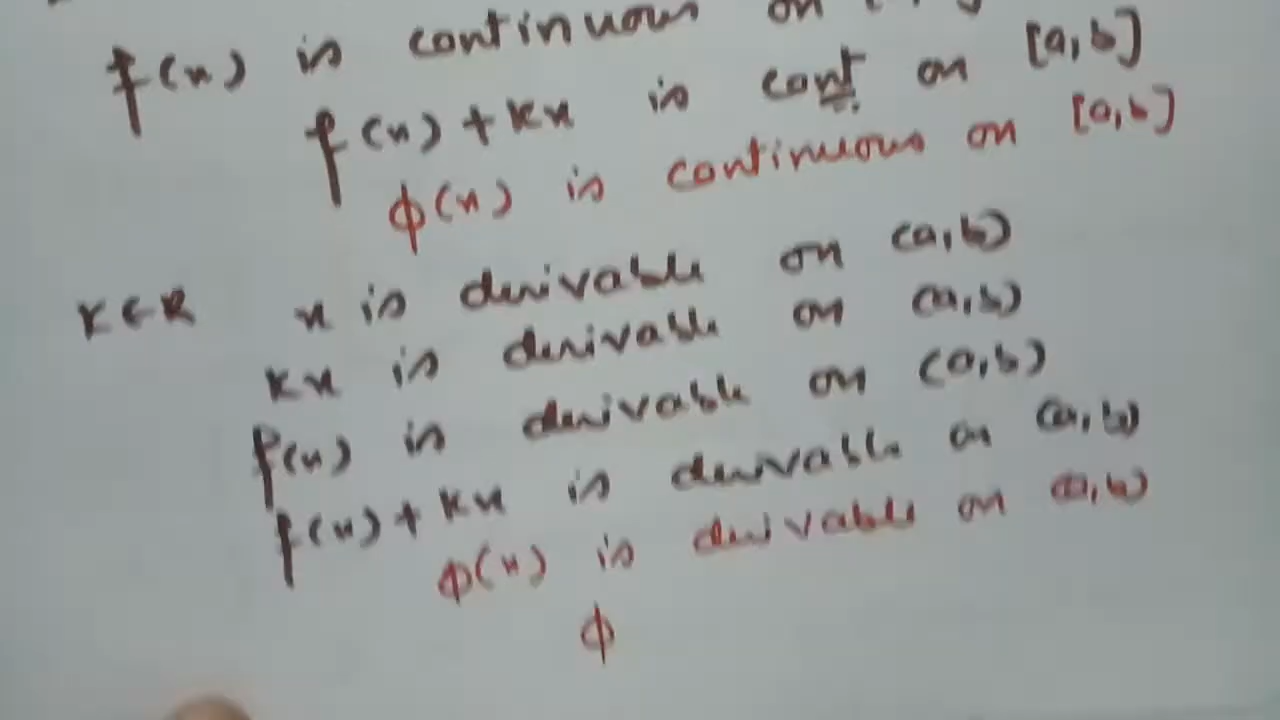 f(x) is continuous on
f(x) + kx is cont on [a,b]
ϕ(x) is continuous on [a,b]
k∈R x is derivable on (a,b)
kx is derivable on (a,b)
f(x) is derivable on (a,b)
f(x) + kx is derivable on (a,b)
ϕ(x) is derivable on (a,b)
ϕ